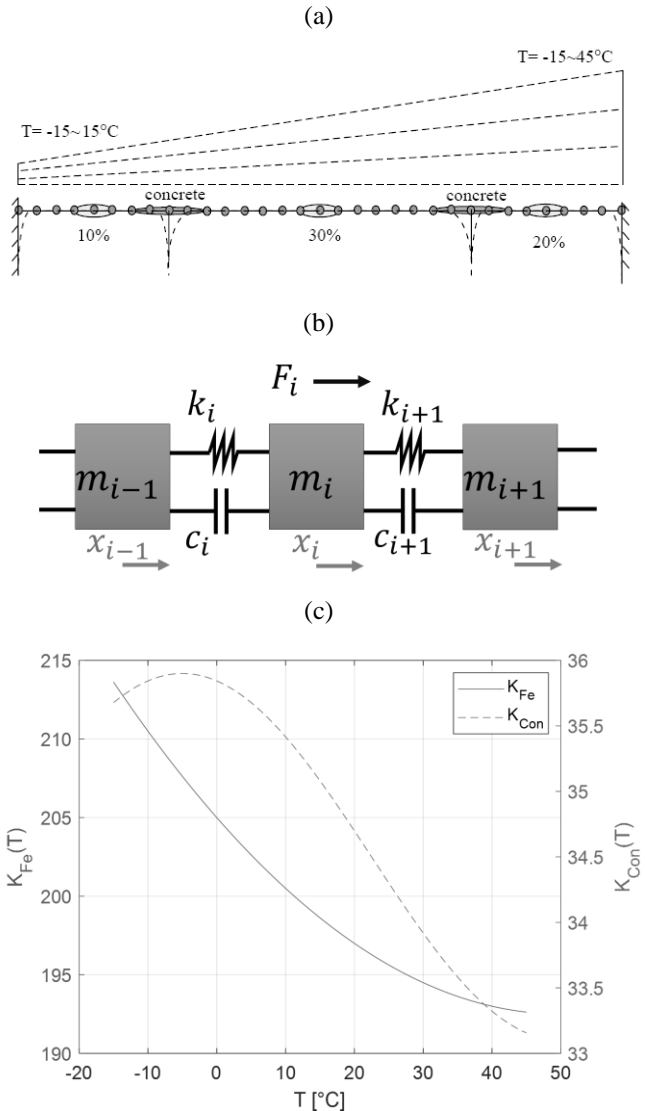 (a)
T= -15~45°C
T= -15~15°C
concrete
concrete
10%
30%
20%
(b)
F_i
k_i
k_{i+1}
m_{i-1}
m_i
m_{i+1}
c_i
c_{i+1}
x_{i-1}
x_i
x_{i+1}
(c)
215
210
205
200
195
190
K_Fe(T)
36
35.5
35
34.5
34
33.5
33
K_Con(T)
K_Fe
K_Con
-20 -10 0 10 20 30 40 50
T [°C]